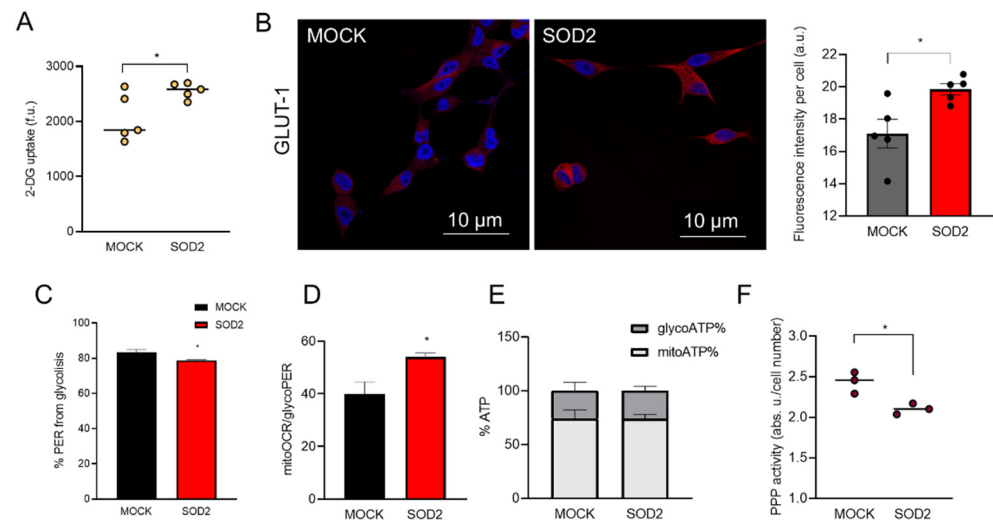 A
2-DG uptake (f.u.)
3000
2000
1000
0
*
MOCK
SOD2
B
GLUT-1
MOCK
10 µm
SOD2
10 µm
Fluorescence intensity per cell (a.u.)
22
20
18
16
14
12
*
MOCK
SOD2
C
MOCK
SOD2
% PER from glycolisis
100
80
60
40
20
0
*
MOCK
SOD2
D
mitoOCR/glycoPER
60
40
20
0
*
MOCK
SOD2
E
glycoATP%
mitoATP%
% ATP
150
100
50
0
MOCK
SOD2
F
PPP activity (abs. u./cell number)
3.0
2.5
2.0
1.5
1.0
*
MOCK
SOD2